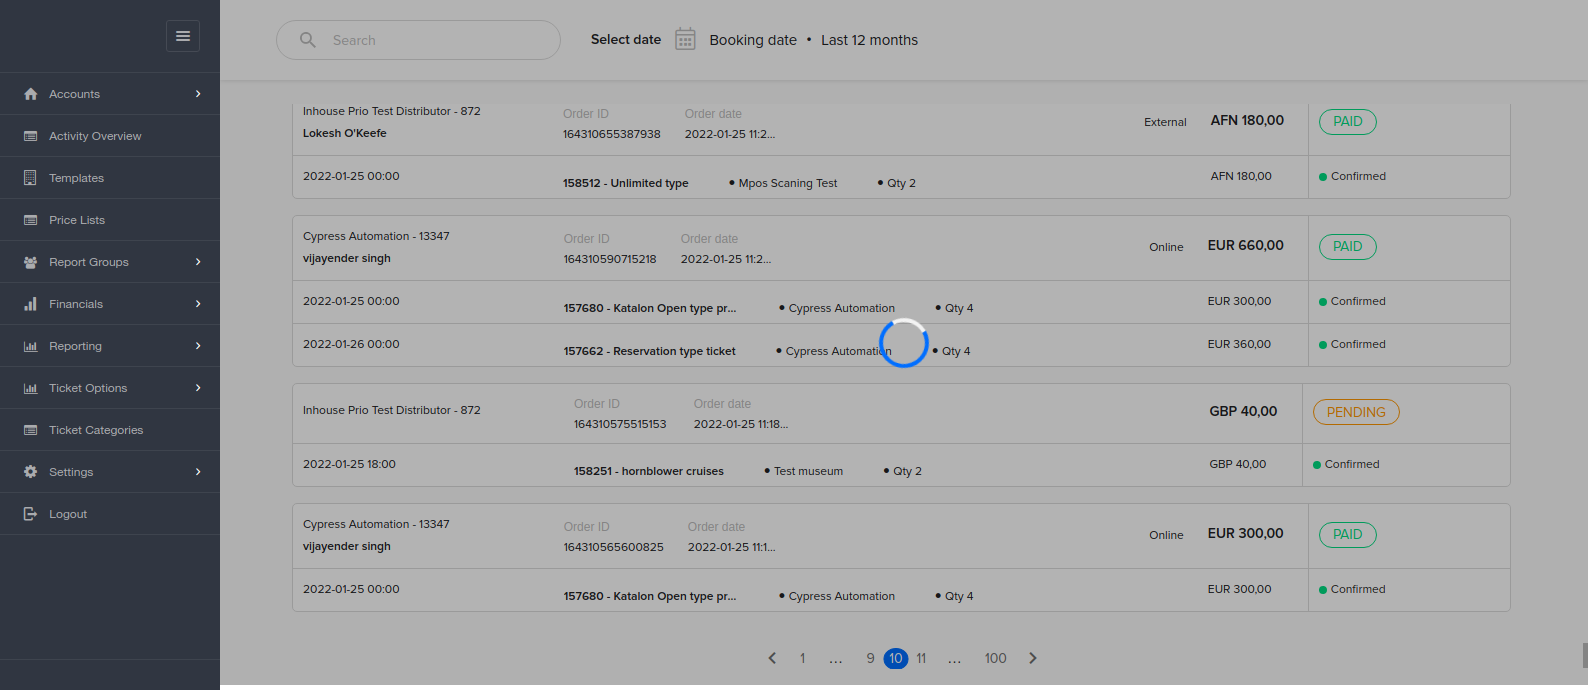 Search
Select date Booking date • Last 12 months
Accounts
Activity Overview
Templates
Price Lists
Report Groups
Financials
Reporting
Ticket Options
Ticket Categories
Settings
Logout
Inhouse Prio Test Distributor - 872 Order ID Order date
Lokesh O'Keefe 164310655387938 2022-01-25 11:2... External AFN 180,00 PAID
2022-01-25 00:00 158512 - Unlimited type • Mpos Scaning Test • Qty 2 AFN 180,00 Confirmed
Cypress Automation - 13347 Order ID Order date
vijayender singh 164310590715218 2022-01-25 11:2... Online EUR 660,00 PAID
2022-01-25 00:00 157680 - Katalon Open type pr... • Cypress Automation • Qty 4 EUR 300,00 Confirmed
2022-01-26 00:00 157662 - Reservation type ticket • Cypress Automation • Qty 4 EUR 360,00 Confirmed
Order ID Order date
Inhouse Prio Test Distributor - 872 164310575515153 2022-01-25 11:18... GBP 40,00 PENDING
2022-01-25 18:00 158251 - hornblower cruises • Test museum • Qty 2 GBP 40,00 Confirmed
Cypress Automation - 13347 Order ID Order date
vijayender singh 164310565600825 2022-01-25 11:1... Online EUR 300,00 PAID
2022-01-25 00:00 157680 - Katalon Open type pr... • Cypress Automation • Qty 4 EUR 300,00 Confirmed
1 ... 9 10 11 ... 100